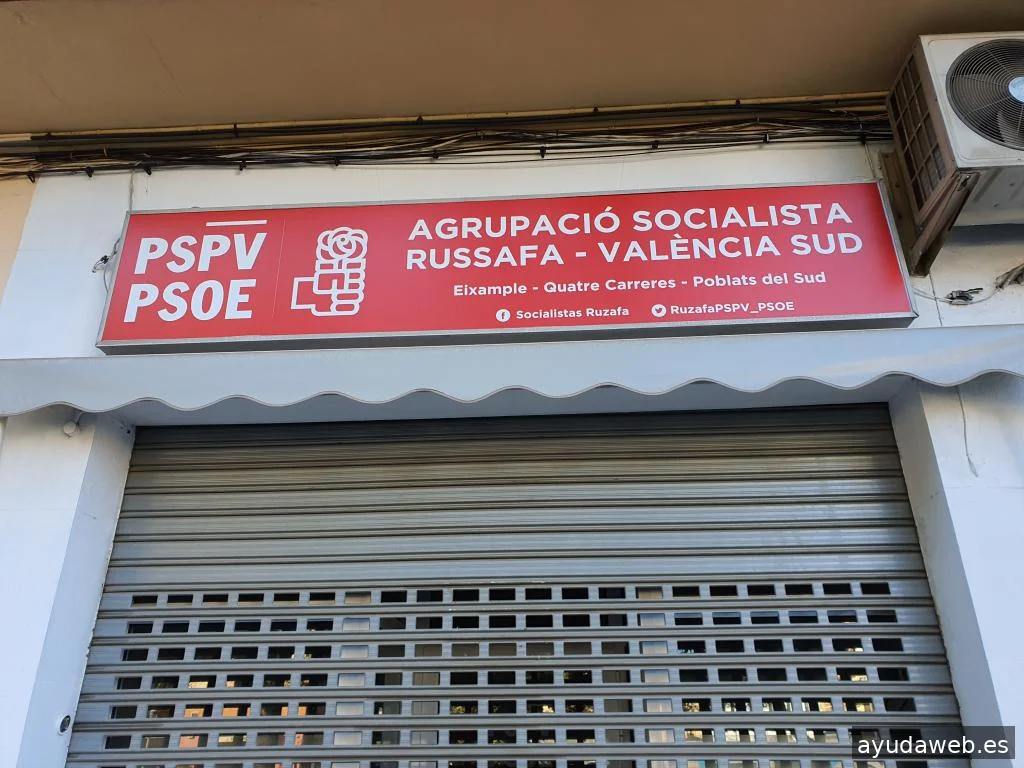 PSPV
PSOE
AGRUPACIÓ SOCIALISTA
RUSSAFA - VALÈNCIA SUD
Eixample - Quatre Carreres - Poblats del Sud
Socialistas Ruzafa RuzafaPSPV_PSOE
ayudaweb.es